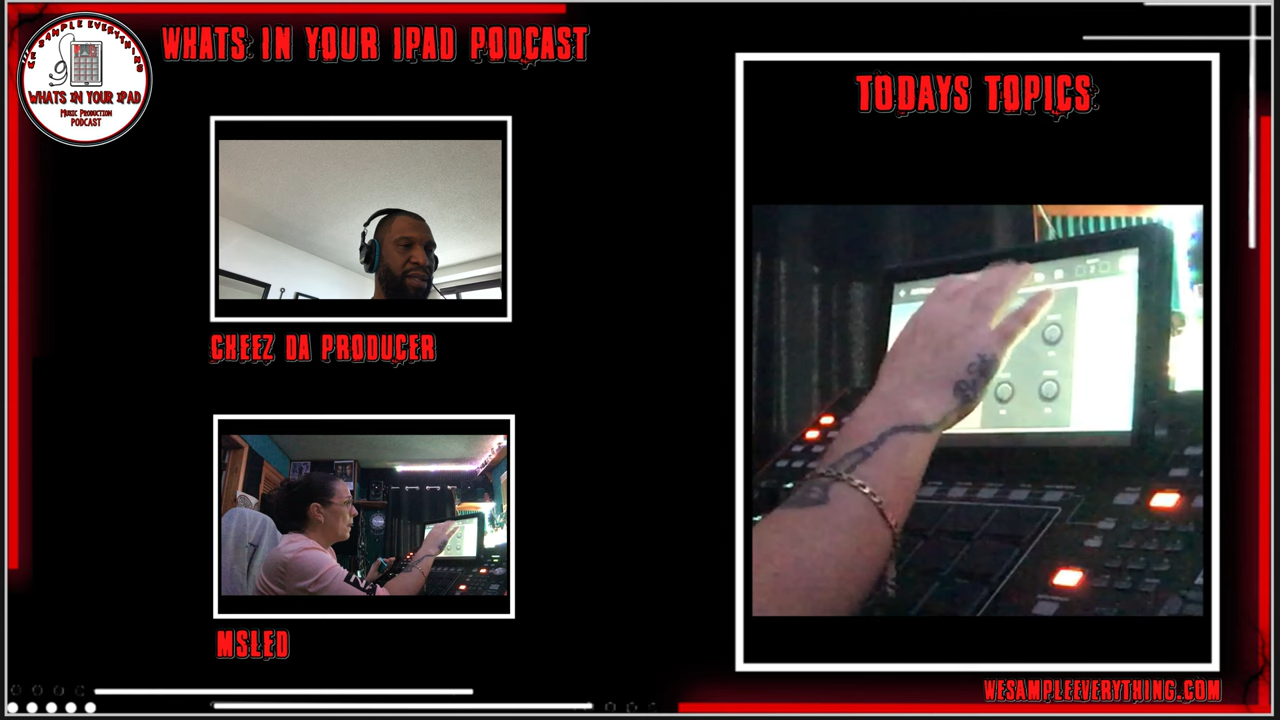 WE SAMPLE EVERYTHING
WHATS IN YOUR IPAD
MUSIC PRODUCTION
PODCAST
WHATS IN YOUR IPAD PODCAST
TODAYS TOPICS
CHEEZ DA PRODUCER
MSLED
WESAMPLEEVERYTHING.COM